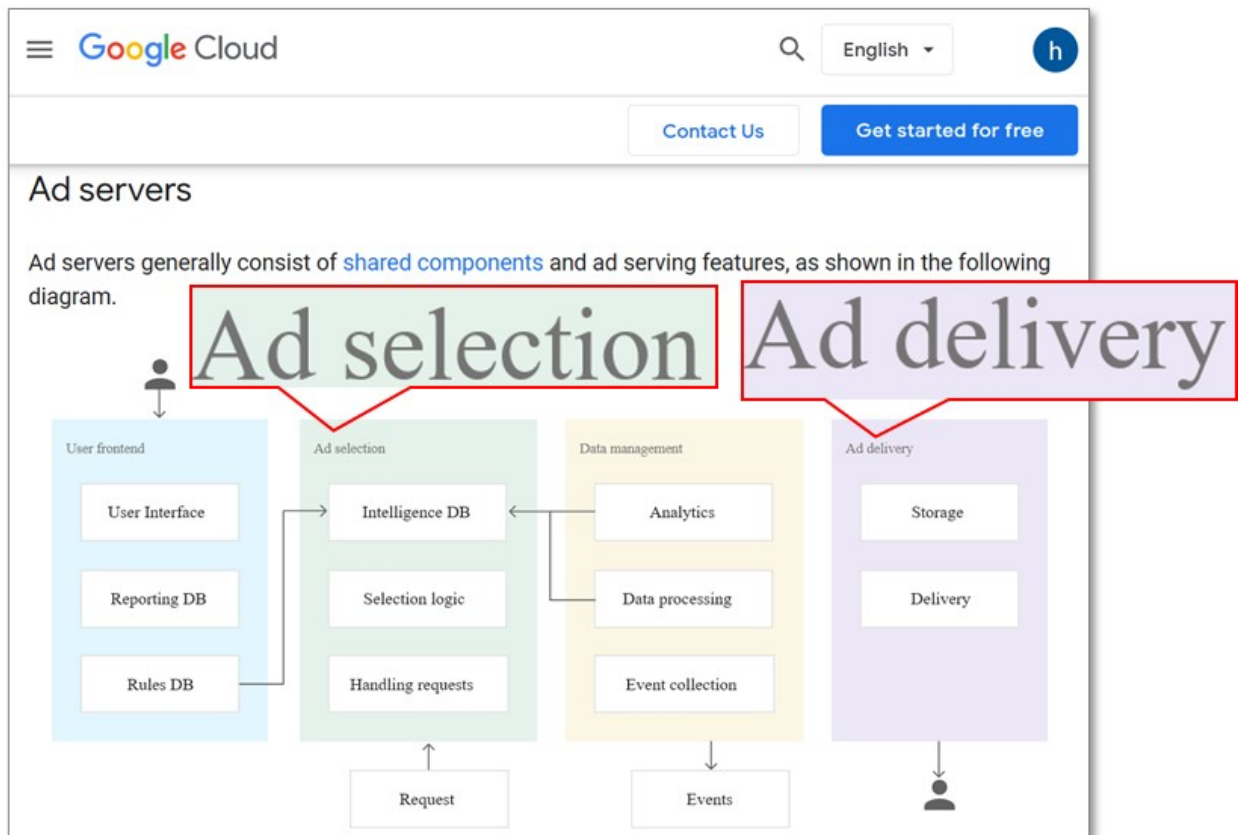 Google Cloud
English
h
Contact Us
Get started for free
Ad servers
Ad servers generally consist of shared components and ad serving features, as shown in the following
diagram.
Ad selection
Ad delivery
User frontend
Ad selection
Data management
Ad delivery
User Interface
Intelligence DB
Analytics
Storage
Reporting DB
Selection logic
Data processing
Delivery
Rules DB
Handling requests
Event collection
Request
Events